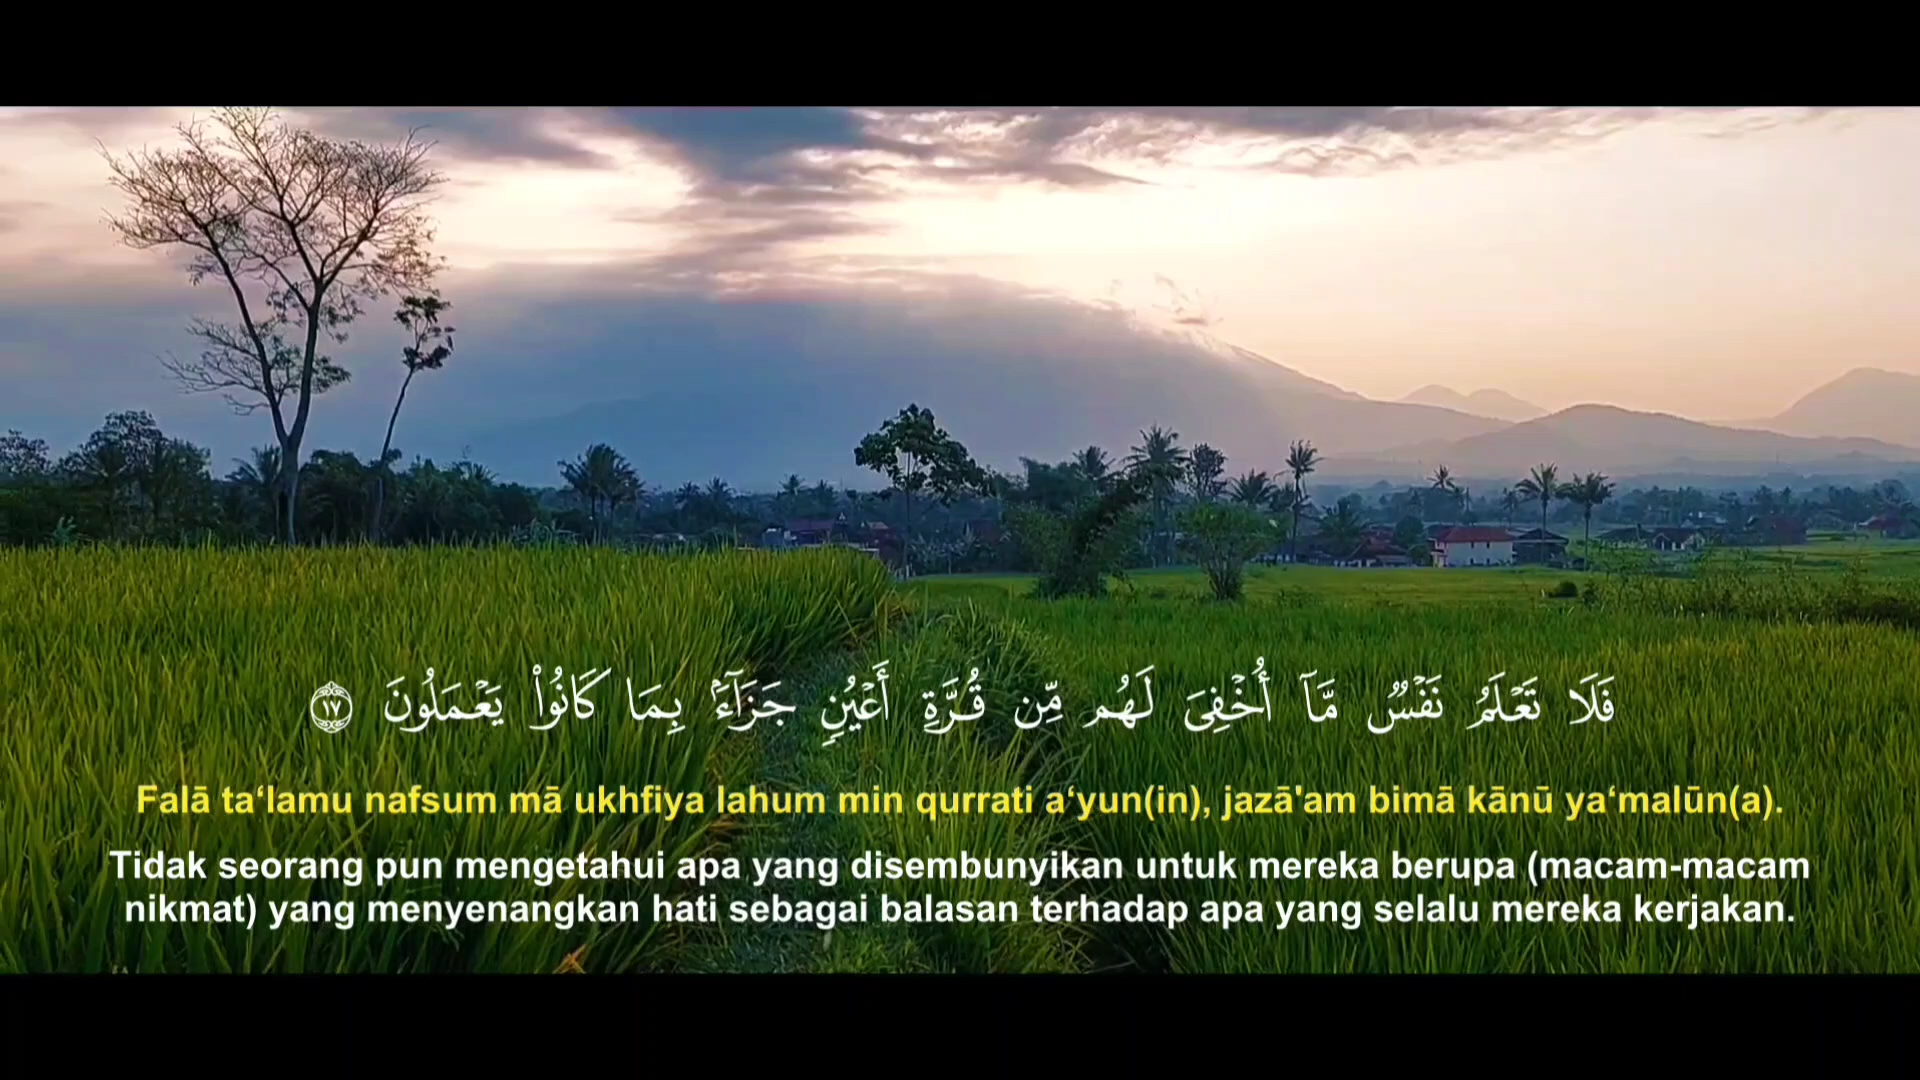 فَلَا تَعْلَمُ نَفْسٌ مَّآ أُخْفِىَ لَهُم مِّن قُرَّةِ أَعْيُنٍ جَزَآءًۢ بِمَا كَانُوا۟ يَعْمَلُونَ ١٧
Falā ta‘lamu nafsum mā ukhfiya lahum min qurrati a‘yun(in), jazā'am bimā kānū ya‘malūn(a).
Tidak seorang pun mengetahui apa yang disembunyikan untuk mereka berupa (macam-macam
nikmat) yang menyenangkan hati sebagai balasan terhadap apa yang selalu mereka kerjakan.